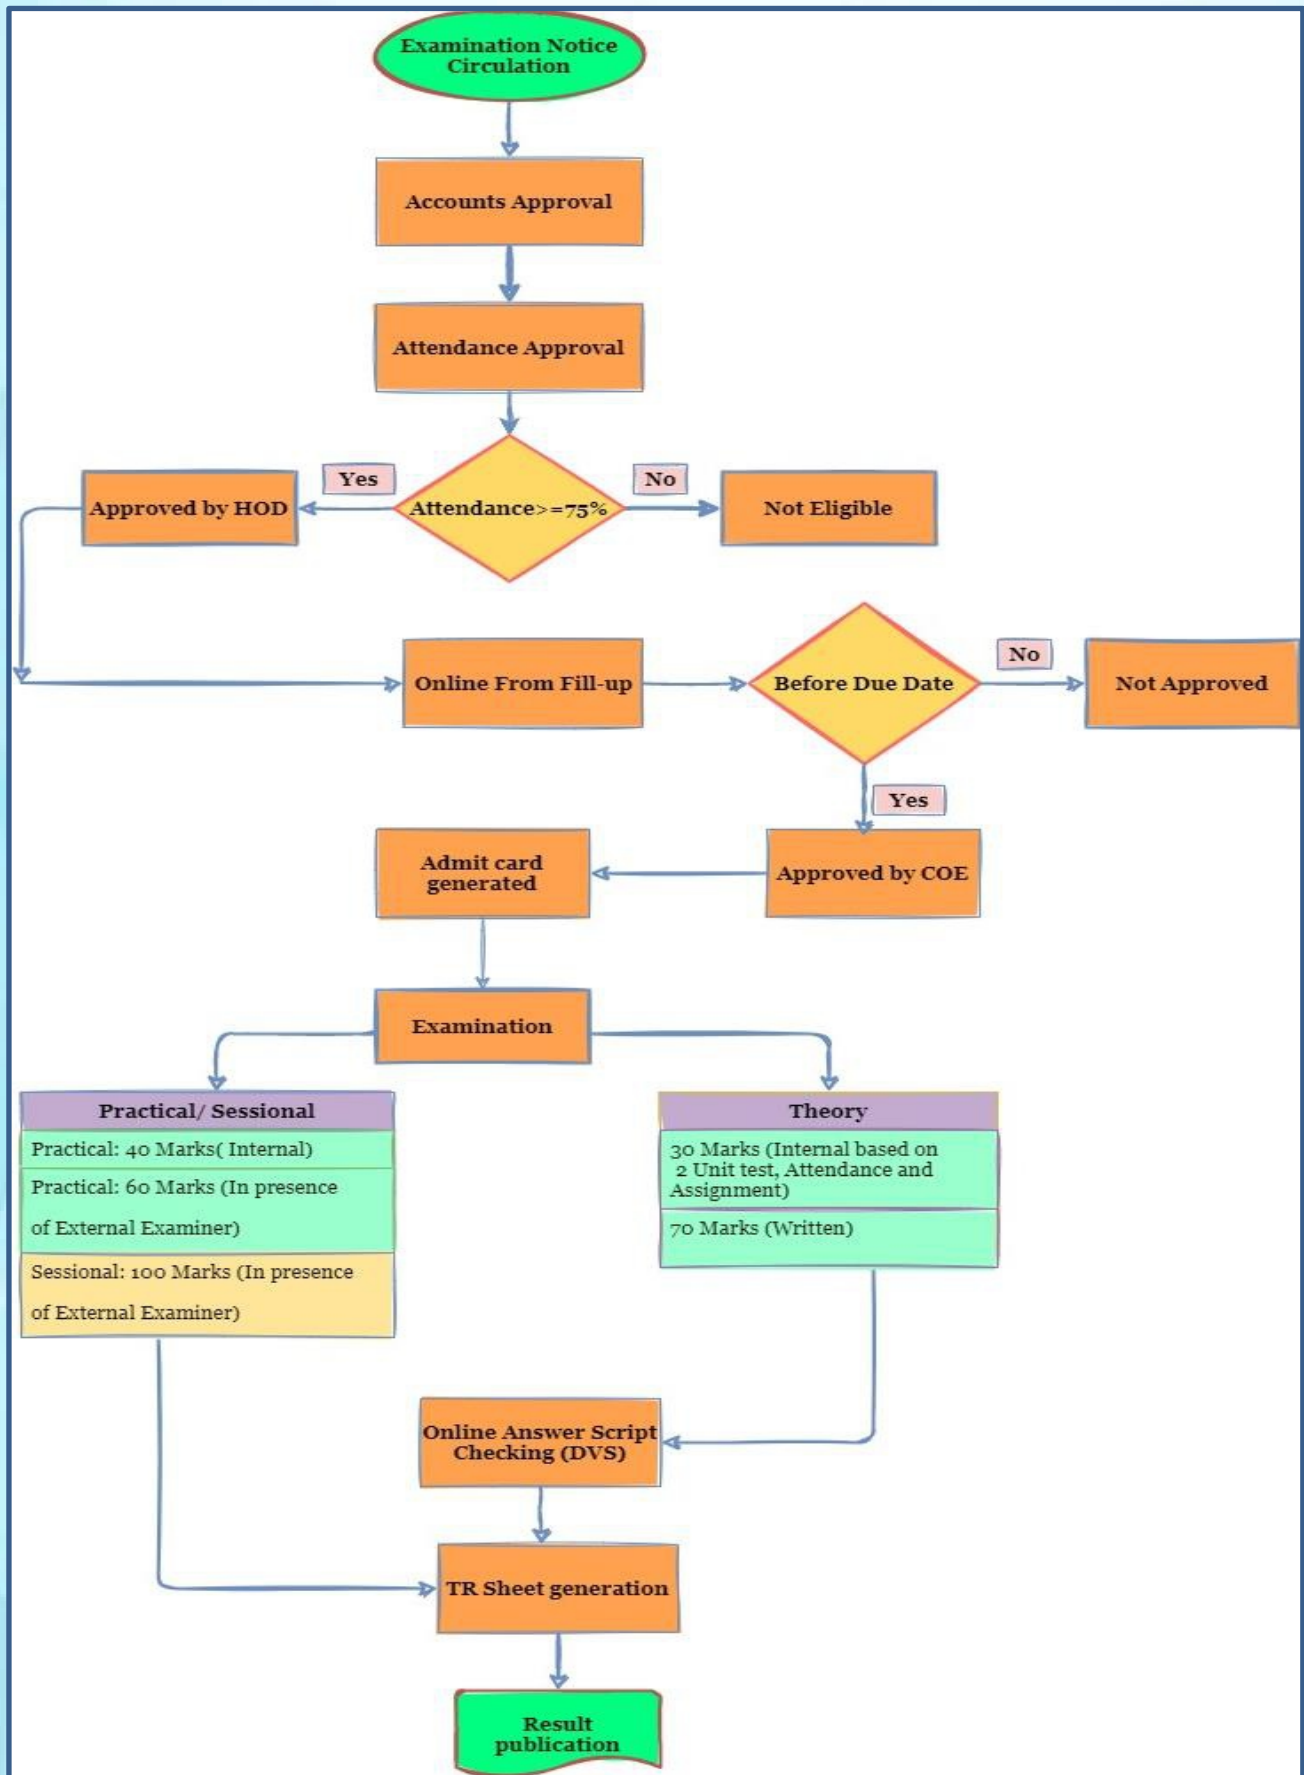 Examination Notice
Circulation
Accounts Approval
Attendance Approval
Yes
No
Approved by HOD
Attendance>=75%
Not Eligible
No
Online From Fill-up
Before Due Date
Not Approved
Yes
Admit card
generated
Approved by COE
Examination
Practical/ Sessional
Practical: 40 Marks( Internal)
Practical: 60 Marks (In presence
of External Examiner)
Sessional: 100 Marks (In presence
of External Examiner)
Theory
30 Marks (Internal based on
2 Unit test, Attendance and
Assignment)
70 Marks (Written)
Online Answer Script
Checking (DVS)
TR Sheet generation
Result
publication